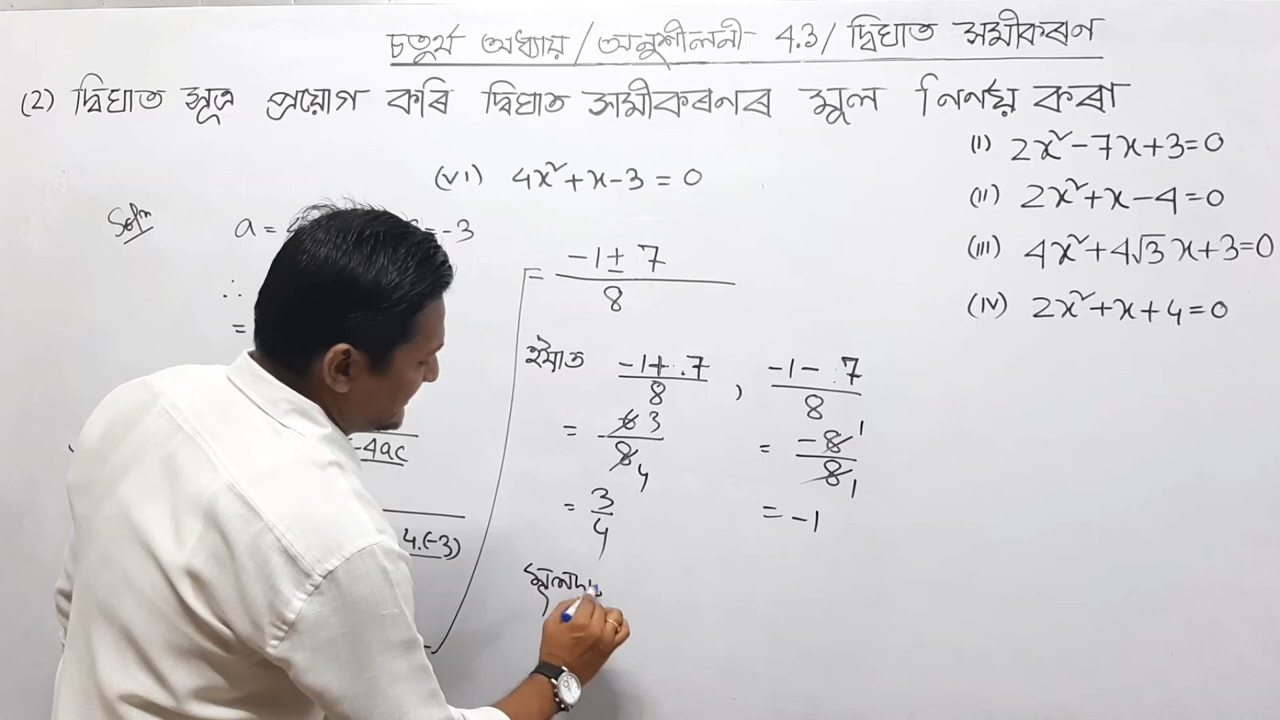 চতুৰ্থ অধ্যায় / অনুশীলনী 4.3 / দ্বিঘাত সমীকৰণ
(2) দ্বিঘাত সূত্ৰ প্ৰয়োগ কৰি দ্বিঘাত সমীকৰণৰ মূল নিৰ্ণয় কৰা
(VI) 4x²+x-3 = 0
Soln
a =
= -3
∴
=
-4ac
4.(-3)
= -1 ± 7 / 8
ইয়াত -1 + 7 / 8 , -1 - 7 / 8
= 6 3 / 8 4 = -8 1 / 8 1
= 3/4 = -1
(I) 2x²-7x+3=0
(II) 2x²+x-4=0
(III) 4x²+4√3x+3=0
(IV) 2x²+x+4=0